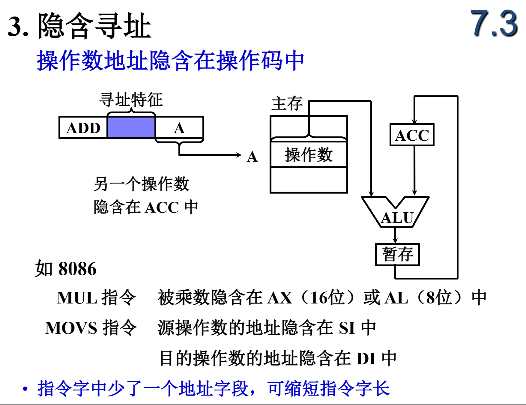 3. 隐含寻址
7.3
操作数地址隐含在操作码中
寻址特征
ADD A
A
另一个操作数
隐含在 ACC 中
主存
操作数
ACC
ALU
暂存
如 8086
MUL 指令 被乘数隐含在 AX（16位）或 AL（8位）中
MOVS 指令 源操作数的地址隐含在 SI 中
目的操作数的地址隐含在 DI 中
• 指令字中少了一个地址字段，可缩短指令字长